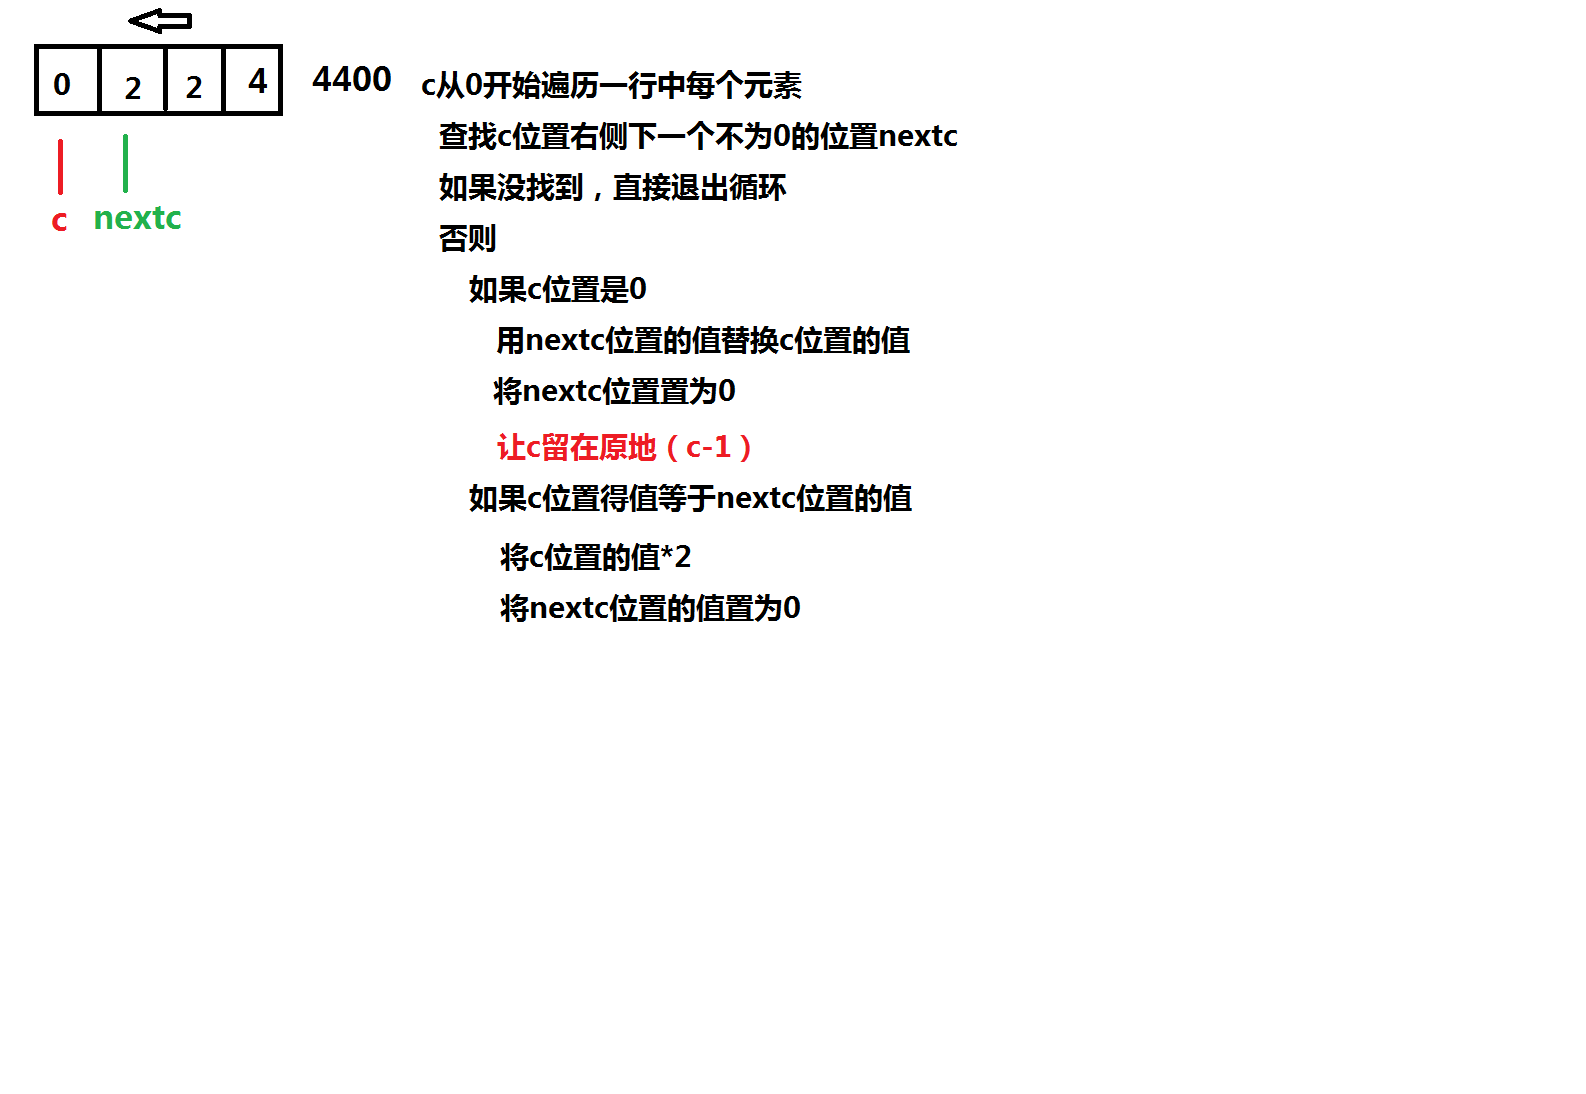 0 2 2 4 4400
c nextc
c从0开始遍历一行中每个元素
查找c位置右侧下一个不为0的位置nextc
如果没找到，直接退出循环
否则
如果c位置是0
用nextc位置的值替换c位置的值
将nextc位置置为0
让c留在原地（c-1）
如果c位置得值等于nextc位置的值
将c位置的值*2
将nextc位置的值置为0